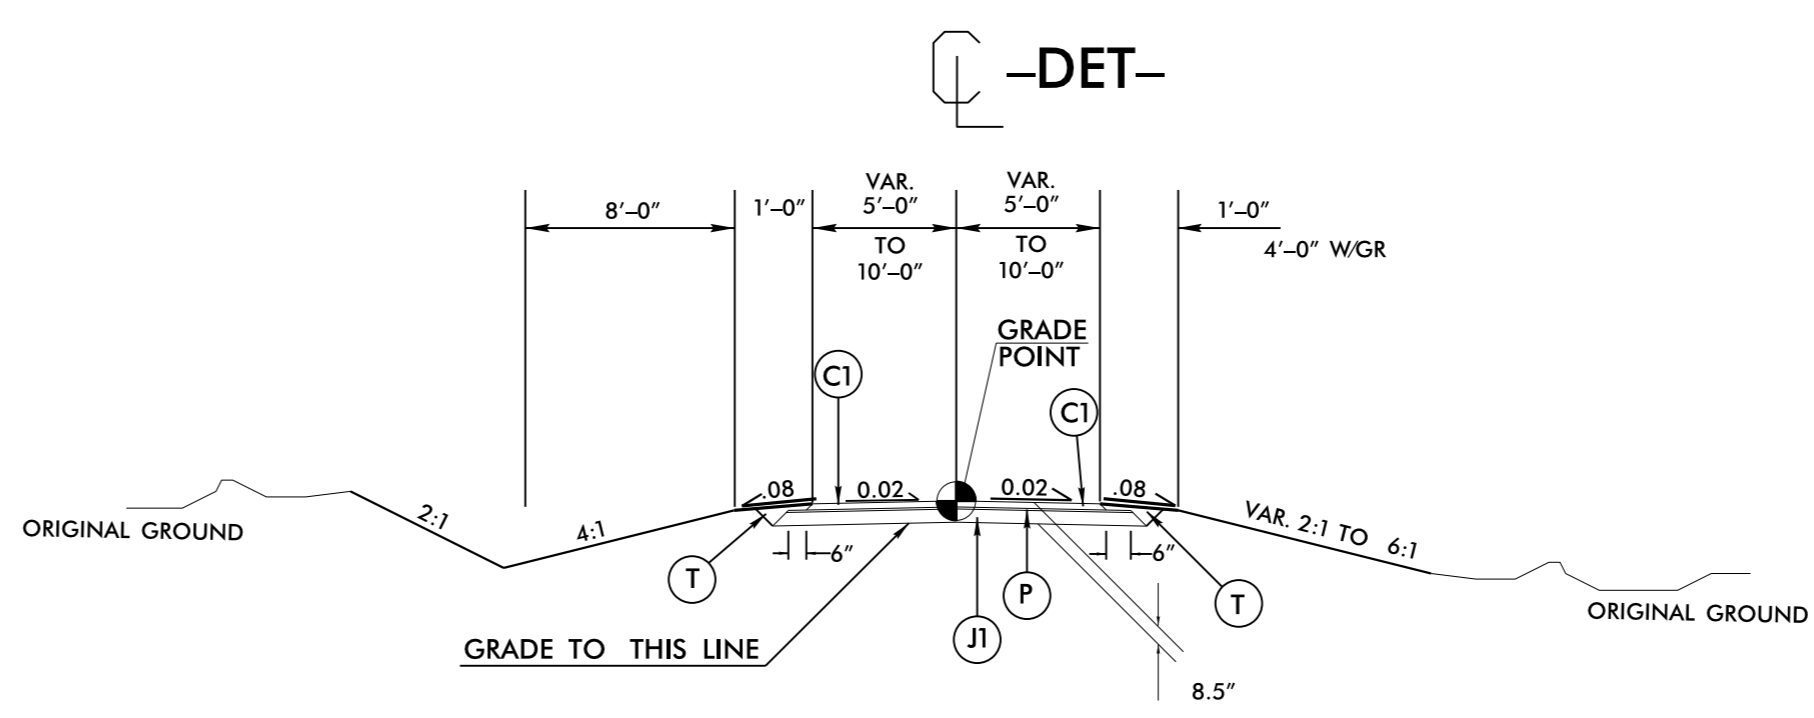 ℄ –DET–
8'–0"
1'–0"
VAR.
5'–0"
TO
10'–0"
VAR.
5'–0"
TO
10'–0"
1'–0"
4'–0" W/GR
GRADE
POINT
C1
C1
.08
0.02
0.02
.08
ORIGINAL GROUND
2:1
4:1
VAR. 2:1 TO 6:1
6"
6"
T
P
T
J1
ORIGINAL GROUND
GRADE TO THIS LINE
8.5"